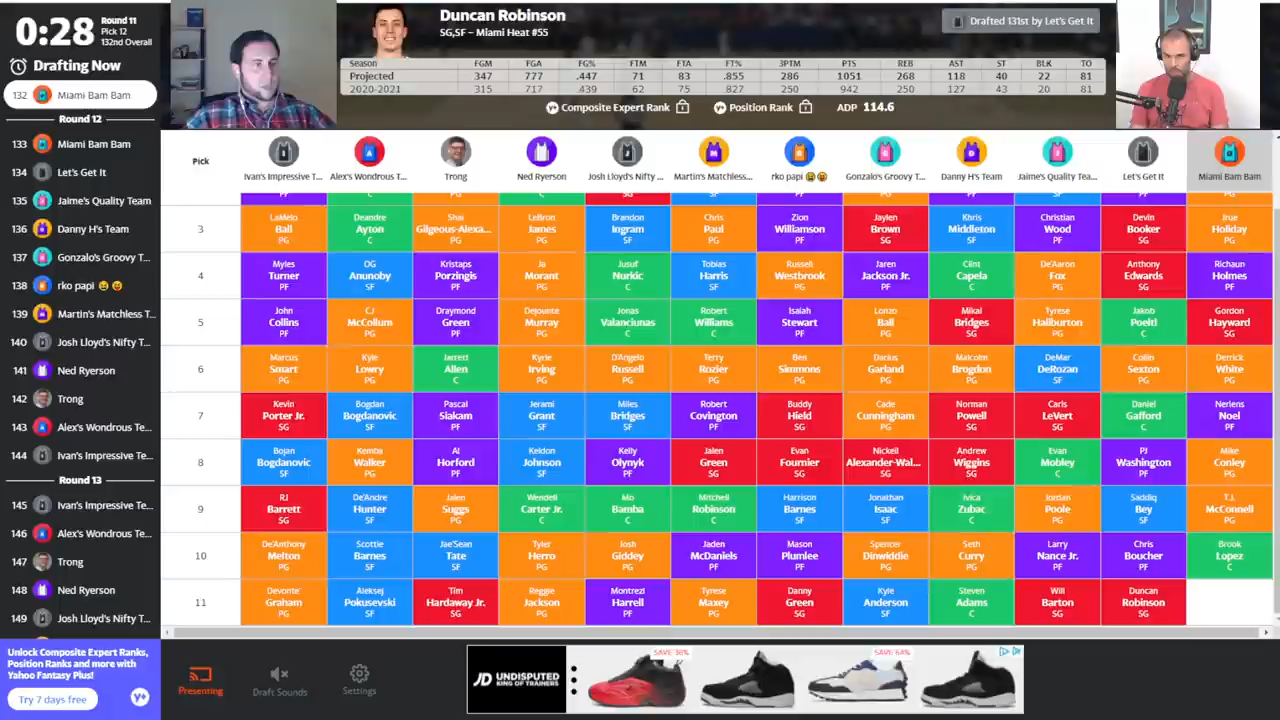 0:28
Round 11
Pick 12
132nd Overall
Drafting Now
132 Miami Bam Bam
Round 12
133 Miami Bam Bam
134 Let's Get It
135 Jaime's Quality Team
136 Danny H's Team
137 Gonzalo's Groovy T...
138 rko papi
139 Martin's Matchless T...
140 Josh Lloyd's Nifty T...
141 Ned Ryerson
142 Trong
143 Alex's Wondrous Te...
144 Ivan's Impressive Te...
Round 13
145 Ivan's Impressive Te...
146 Alex's Wondrous Te...
147 Trong
148 Ned Ryerson
Josh Lloyd's Nifty T...
Unlock Composite Expert Ranks,
Position Ranks and more with
Yahoo Fantasy Plus!
Try 7 days free
y+
Duncan Robinson
SG,SF – Miami Heat #55
Drafted 131st by Let's Get It
Season FGM FGA FG% FTM FTA FT% 3PTM PTS REB AST ST BLK TO
Projected 347 777 .447 71 83 .855 286 1051 268 118 40 22 81
2020-2021 315 717 .439 62 75 .827 250 942 250 127 43 20 81
Composite Expert Rank Position Rank ADP 114.6
Pick Ivan's Impressive T... Alex's Wondrous T... Trong Ned Ryerson Josh Lloyd's Nifty ... Martin's Matchless... rko papi Gonzalo's Groovy T... Danny H's Team Jaime's Quality Tea... Let's Get It Miami Bam Bam
PF C PG C SG SF PF PF PF SF PF PG
LaMelo Deandre Shai LeBron Brandon Chris Zion Jaylen Khris Christian Devin Jrue
3 Ball Ayton Gilgeous-Alexa... James Ingram Paul Williamson Brown Middleton Wood Booker Holiday
PG C PG PG SF PG PF SG SF PF SG PG
Myles OG Kristaps Ja Jusuf Tobias Russell Jaren Clint De'Aaron Anthony Richaun
4 Turner Anunoby Porzingis Morant Nurkic Harris Westbrook Jackson Jr. Capela Fox Edwards Holmes
PF SF PF PG C SF PG PF C PG SG PF
John CJ Draymond Dejounte Jonas Robert Isaiah Lonzo Mikal Tyrese Jakob Gordon
5 Collins McCollum Green Murray Valanciunas Williams Stewart Ball Bridges Haliburton Poeltl Hayward
PF PG PF PG C C PF PG SG PG C SG
Marcus Kyle Jarrett Kyrie D'Angelo Terry Ben Darius Malcolm DeMar Collin Derrick
6 Smart Lowry Allen Irving Russell Rozier Simmons Garland Brogdon DeRozan Sexton White
PG PG C PG PG PG PG PG PG SF PG PG
Kevin Bogdan Pascal Jerami Miles Robert Buddy Cade Norman Caris Daniel Nerlens
7 Porter Jr. Bogdanovic Siakam Grant Bridges Covington Hield Cunningham Powell LeVert Gafford Noel
SG SF PF SF SF PF SG PG SG SG C PF
Bojan Kemba Al Keldon Kelly Jalen Evan Nickeil Andrew Evan PJ Mike
8 Bogdanovic Walker Horford Johnson Olynyk Green Fournier Alexander-Wal... Wiggins Mobley Washington Conley
SF PG PF SF PF SG SG SG SG C PF PG
RJ De'Andre Jalen Wendell Mo Mitchell Harrison Jonathan Ivica Jordan Saddiq T.J.
9 Barrett Hunter Suggs Carter Jr. Bamba Robinson Barnes Isaac Zubac Poole Bey McConnell
SG SF PG C C C SF SF C PG SF PG
De'Anthony Scottie Jae'Sean Tyler Josh Jaden Mason Spencer Seth Larry Chris Brook
10 Melton Barnes Tate Herro Giddey McDaniels Plumlee Dinwiddie Curry Nance Jr. Boucher Lopez
PG SF SF PG PG PF PF PG PG PF PF C
Devonte' Aleksej Tim Reggie Montrezl Tyrese Danny Kyle Steven Will Duncan
11 Graham Pokusevski Hardaway Jr. Jackson Harrell Maxey Green Anderson Adams Barton Robinson
PG SF SG PG PF PG SG SF C SG SG
Presenting Draft Sounds Settings
JD UNDISPUTED
KING OF TRAINERS
SAVE 36% SAVE 64%